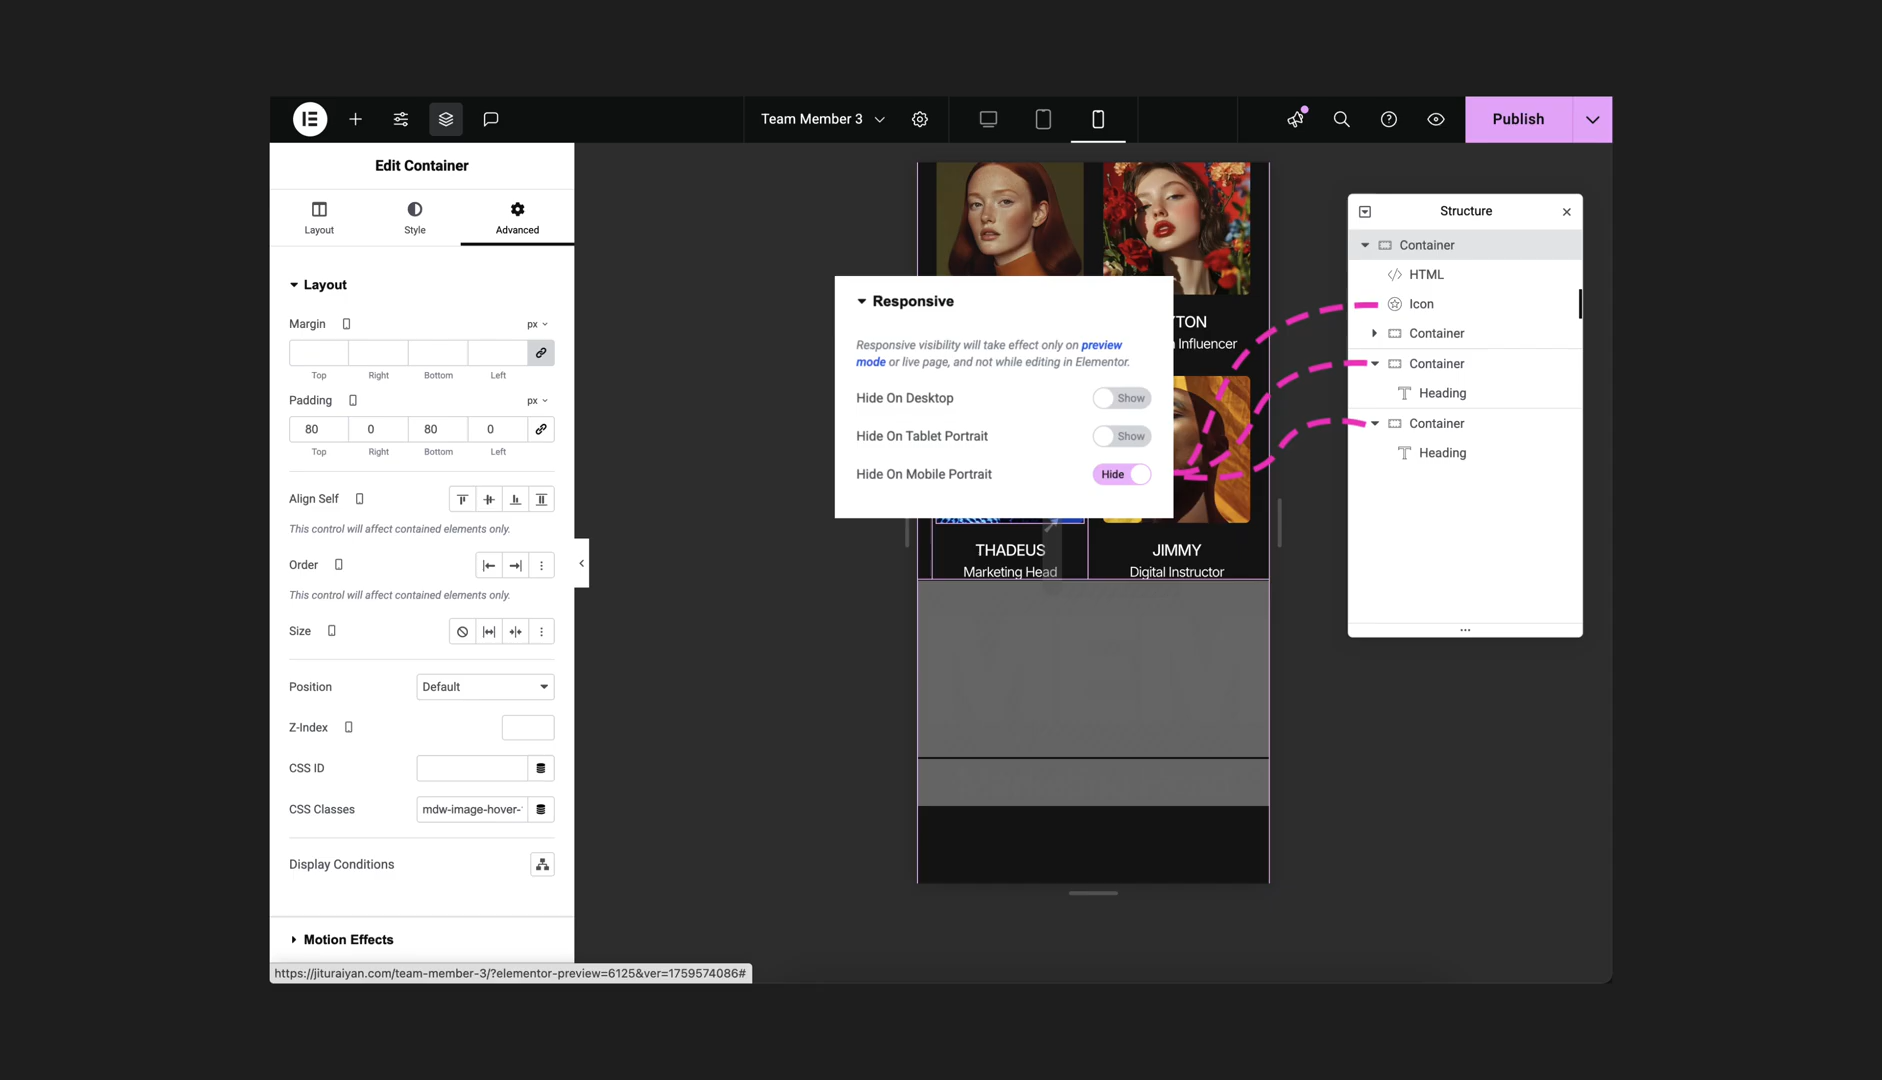 Team Member 3
Publish
Edit Container
Layout
Style
Advanced
Layout
Margin
px
Top
Right
Bottom
Left
Padding
px
80
0
80
0
Top
Right
Bottom
Left
Align Self
This control will affect contained elements only.
Order
This control will affect contained elements only.
Size
Position
Default
Z-Index
CSS ID
CSS Classes
mdw-image-hover-
Display Conditions
Motion Effects
https://jituraiyan.com/team-member-3/?elementor-preview=6125&ver=1759574086#
Responsive
Responsive visibility will take effect only on preview
mode or live page, and not while editing in Elementor.
Hide On Desktop
Show
Hide On Tablet Portrait
Show
Hide On Mobile Portrait
Hide
YTON
Influencer
THADEUS
Marketing Head
JIMMY
Digital Instructor
Structure
Container
HTML
Icon
Container
Container
Heading
Container
Heading